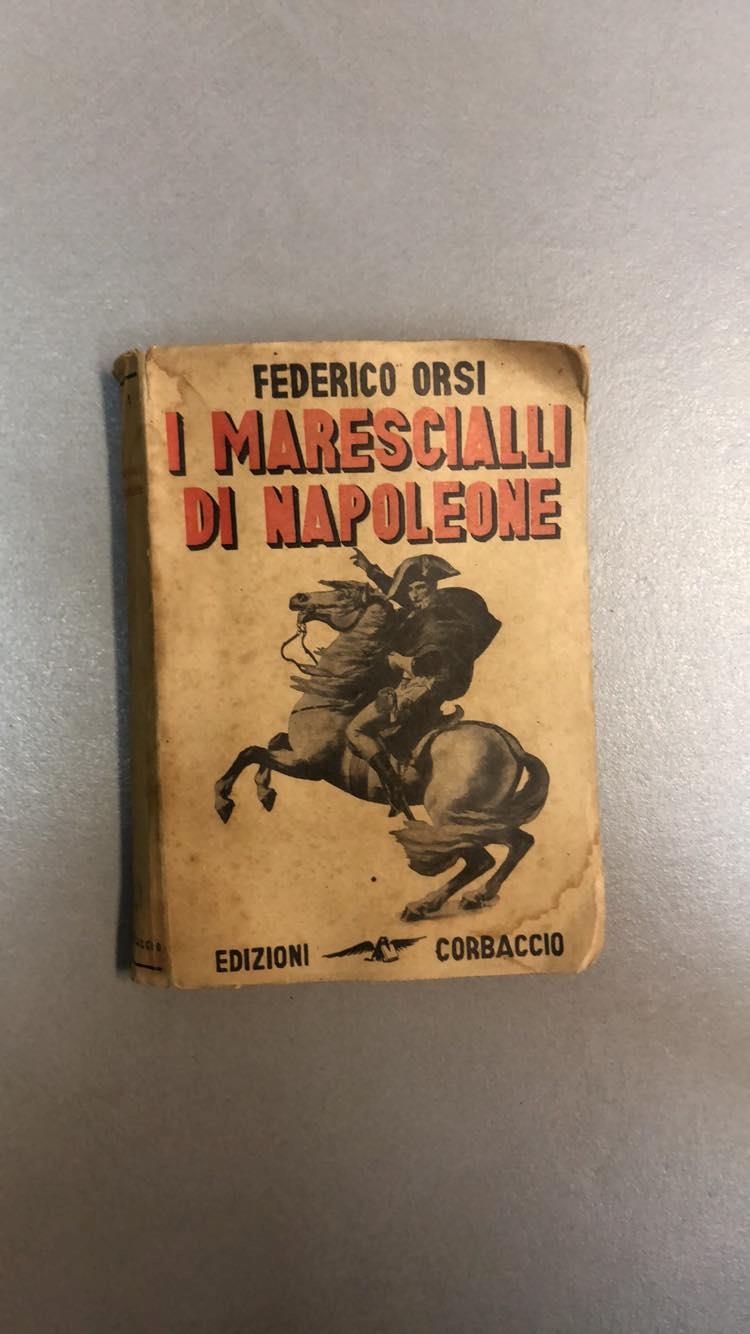 FEDERICO ORSI
I MARESCIALLI
DI NAPOLEONE
EDIZIONI CORBACCIO